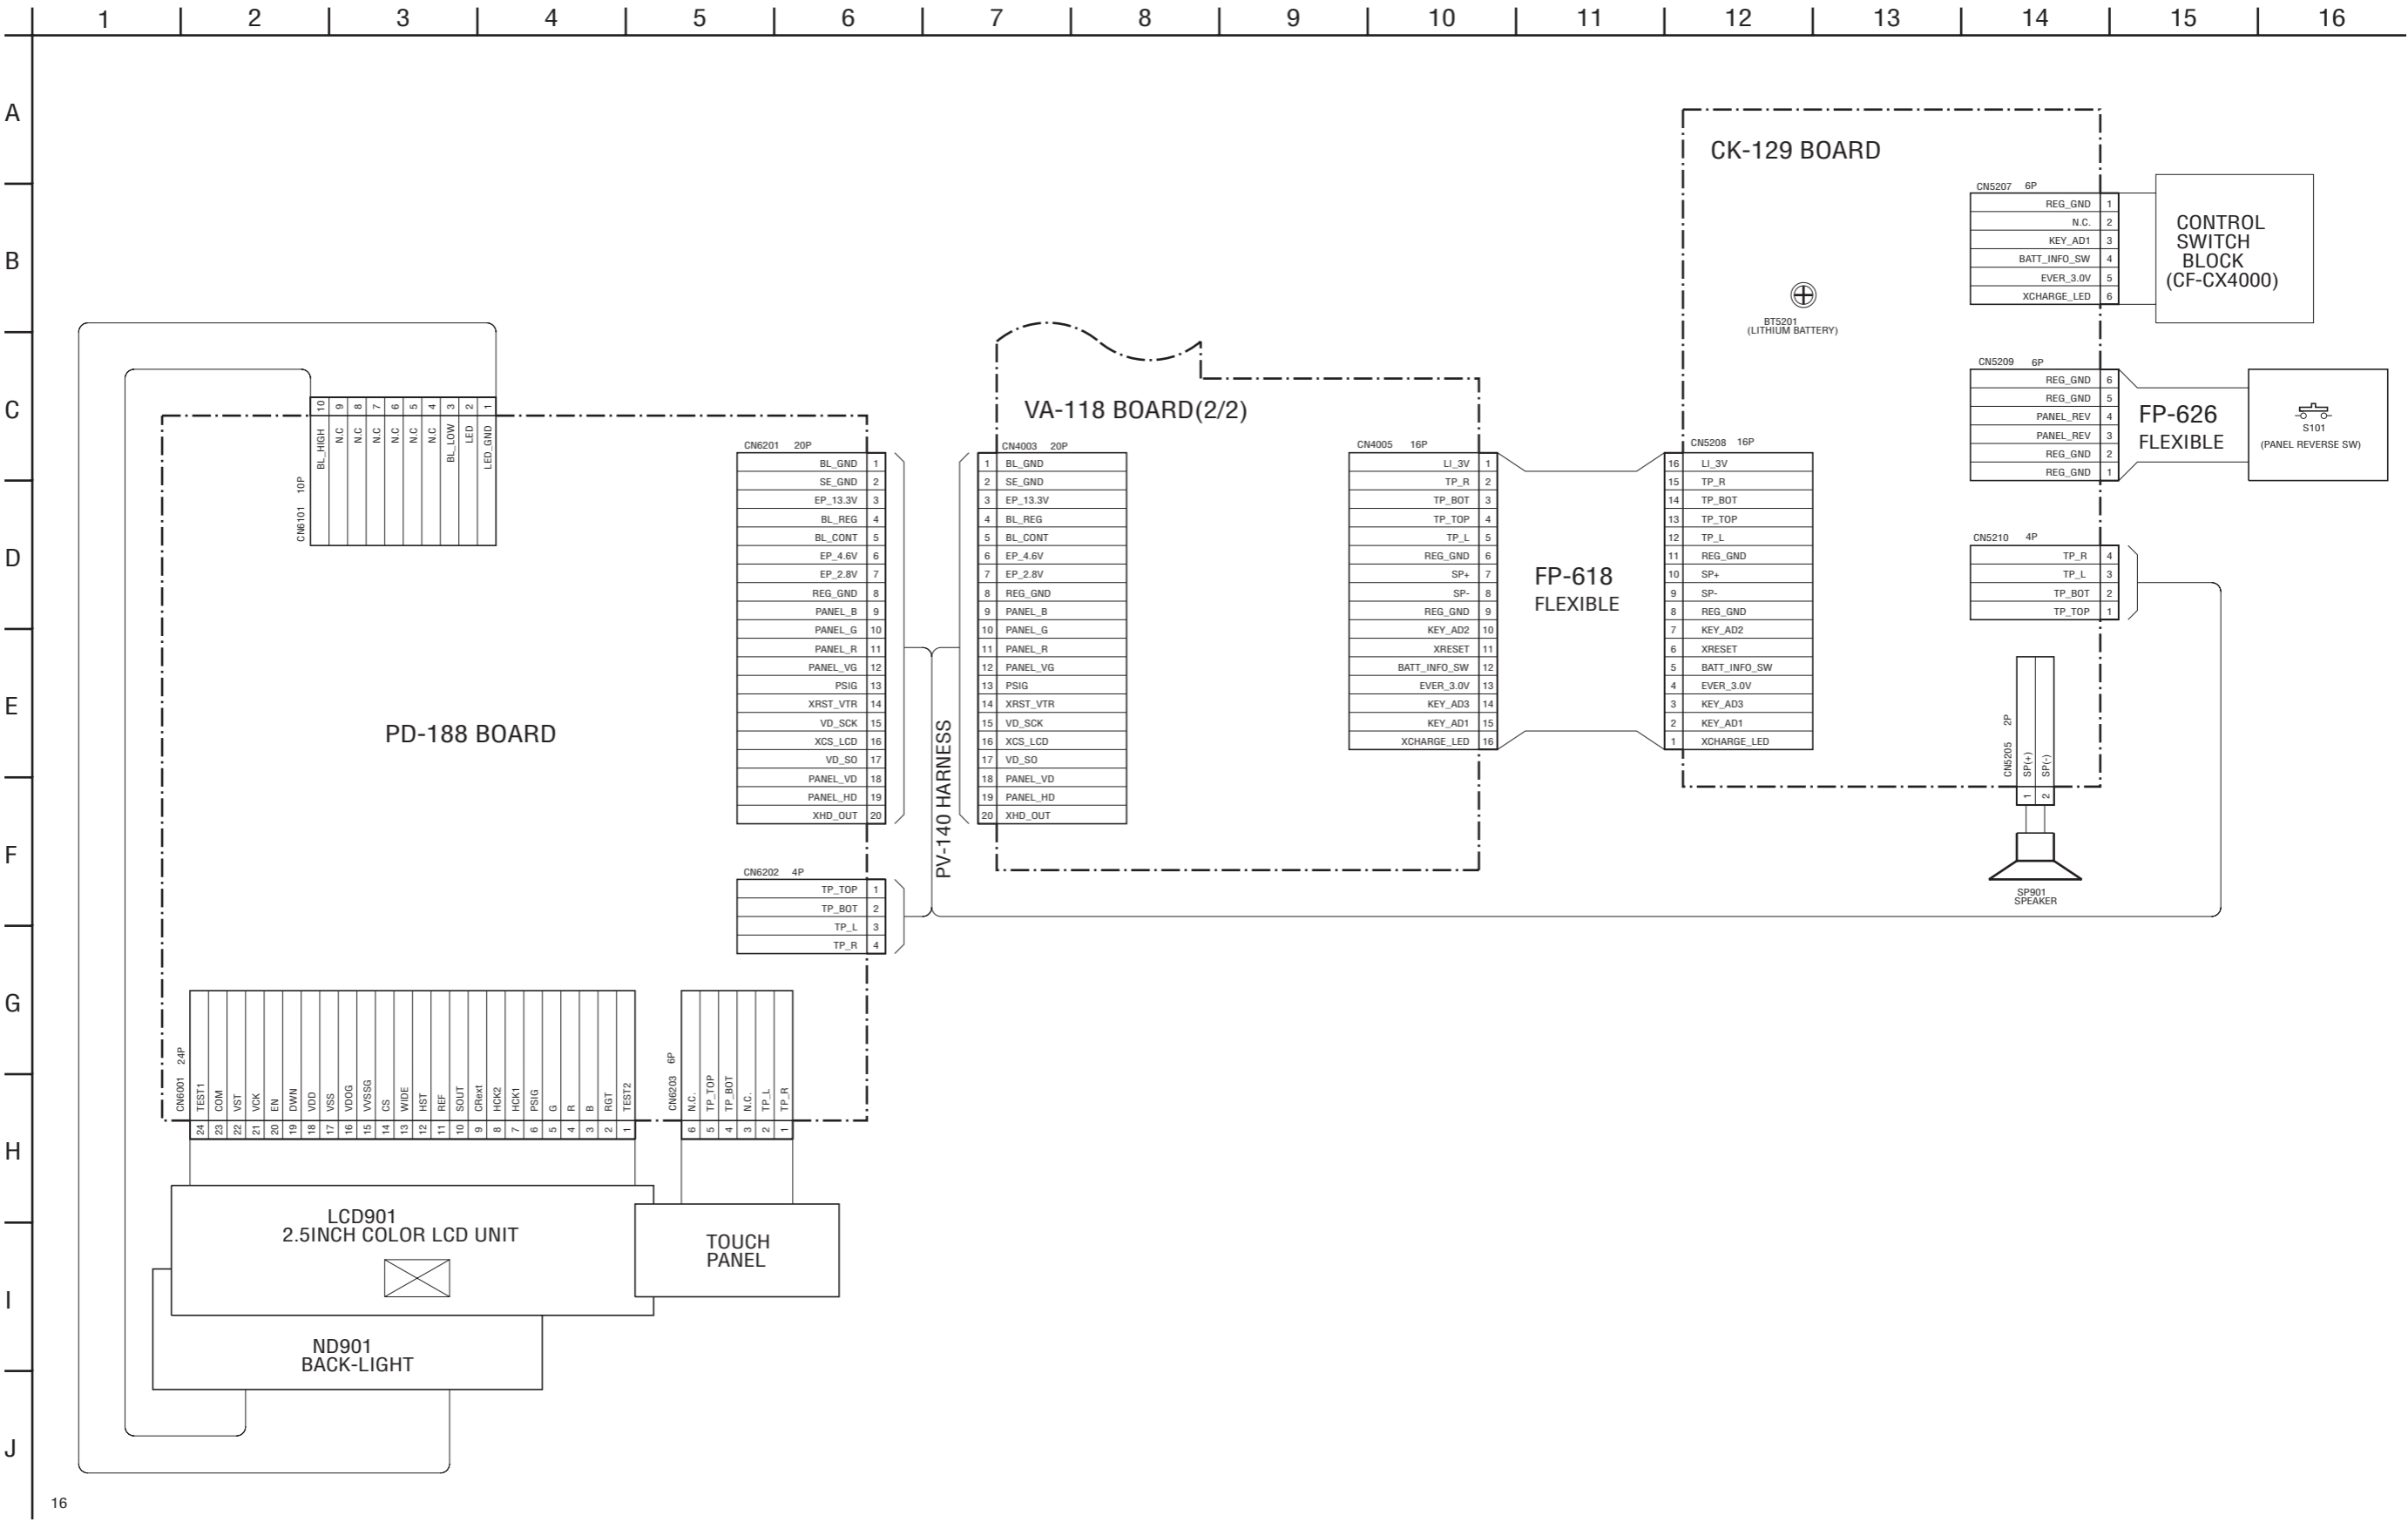 1 2 3 4 5 6 7 8 9 10 11 12 13 14 15 16
A
B
C
D
E
F
G
H
I
J
CK-129 BOARD
CN5207 6P
REG_GND 1
N.C. 2
KEY_AD1 3
BATT_INFO_SW 4
EVER_3.0V 5
XCHARGE_LED 6
CONTROL
SWITCH
BLOCK
(CF-CX4000)
BT5201
(LITHIUM BATTERY)
CN5209 6P
REG_GND 6
REG_GND 5
PANEL_REV 4
PANEL_REV 3
REG_GND 2
REG_GND 1
FP-626
FLEXIBLE
S101
(PANEL REVERSE SW)
CN6101 10P
10 BL_HIGH
9 N.C
8 N.C
7 N.C
6 N.C
5 N.C
4 N.C
3 BL_LOW
2 LED
1 LED_GND
PD-188 BOARD
CN6201 20P
BL_GND 1
SE_GND 2
EP_13.3V 3
BL_REG 4
BL_CONT 5
EP_4.6V 6
EP_2.8V 7
REG_GND 8
PANEL_B 9
PANEL_G 10
PANEL_R 11
PANEL_VG 12
PSIG 13
XRST_VTR 14
VD_SCK 15
XCS_LCD 16
VD_SO 17
PANEL_VD 18
PANEL_HD 19
XHD_OUT 20
PV-140 HARNESS
VA-118 BOARD(2/2)
CN4003 20P
1 BL_GND
2 SE_GND
3 EP_13.3V
4 BL_REG
5 BL_CONT
6 EP_4.6V
7 EP_2.8V
8 REG_GND
9 PANEL_B
10 PANEL_G
11 PANEL_R
12 PANEL_VG
13 PSIG
14 XRST_VTR
15 VD_SCK
16 XCS_LCD
17 VD_SO
18 PANEL_VD
19 PANEL_HD
20 XHD_OUT
CN4005 16P
LI_3V 1
TP_R 2
TP_BOT 3
TP_TOP 4
TP_L 5
REG_GND 6
SP+ 7
SP- 8
REG_GND 9
KEY_AD2 10
XRESET 11
BATT_INFO_SW 12
EVER_3.0V 13
KEY_AD3 14
KEY_AD1 15
XCHARGE_LED 16
FP-618
FLEXIBLE
CN5208 16P
16 LI_3V
15 TP_R
14 TP_BOT
13 TP_TOP
12 TP_L
11 REG_GND
10 SP+
9 SP-
8 REG_GND
7 KEY_AD2
6 XRESET
5 BATT_INFO_SW
4 EVER_3.0V
3 KEY_AD3
2 KEY_AD1
1 XCHARGE_LED
CN5210 4P
TP_R 4
TP_L 3
TP_BOT 2
TP_TOP 1
CN5205 2P
SP(+) 1
SP(-) 2
SP901
SPEAKER
CN6202 4P
TP_TOP 1
TP_BOT 2
TP_L 3
TP_R 4
CN6001 24P
TEST1 24
COM 23
VST 22
VCK 21
EN 20
DWN 19
VDD 18
VSS 17
VDOG 16
VVSSG 15
CS 14
WIDE 13
HST 12
REF 11
SOUT 10
CRext 9
HCK2 8
HCK1 7
PSIG 6
G 5
R 4
B 3
RGT 2
TEST2 1
CN6203 6P
N.C. 6
TP_TOP 5
TP_BOT 4
N.C. 3
TP_L 2
TP_R 1
LCD901
2.5INCH COLOR LCD UNIT
TOUCH
PANEL
ND901
BACK-LIGHT
16